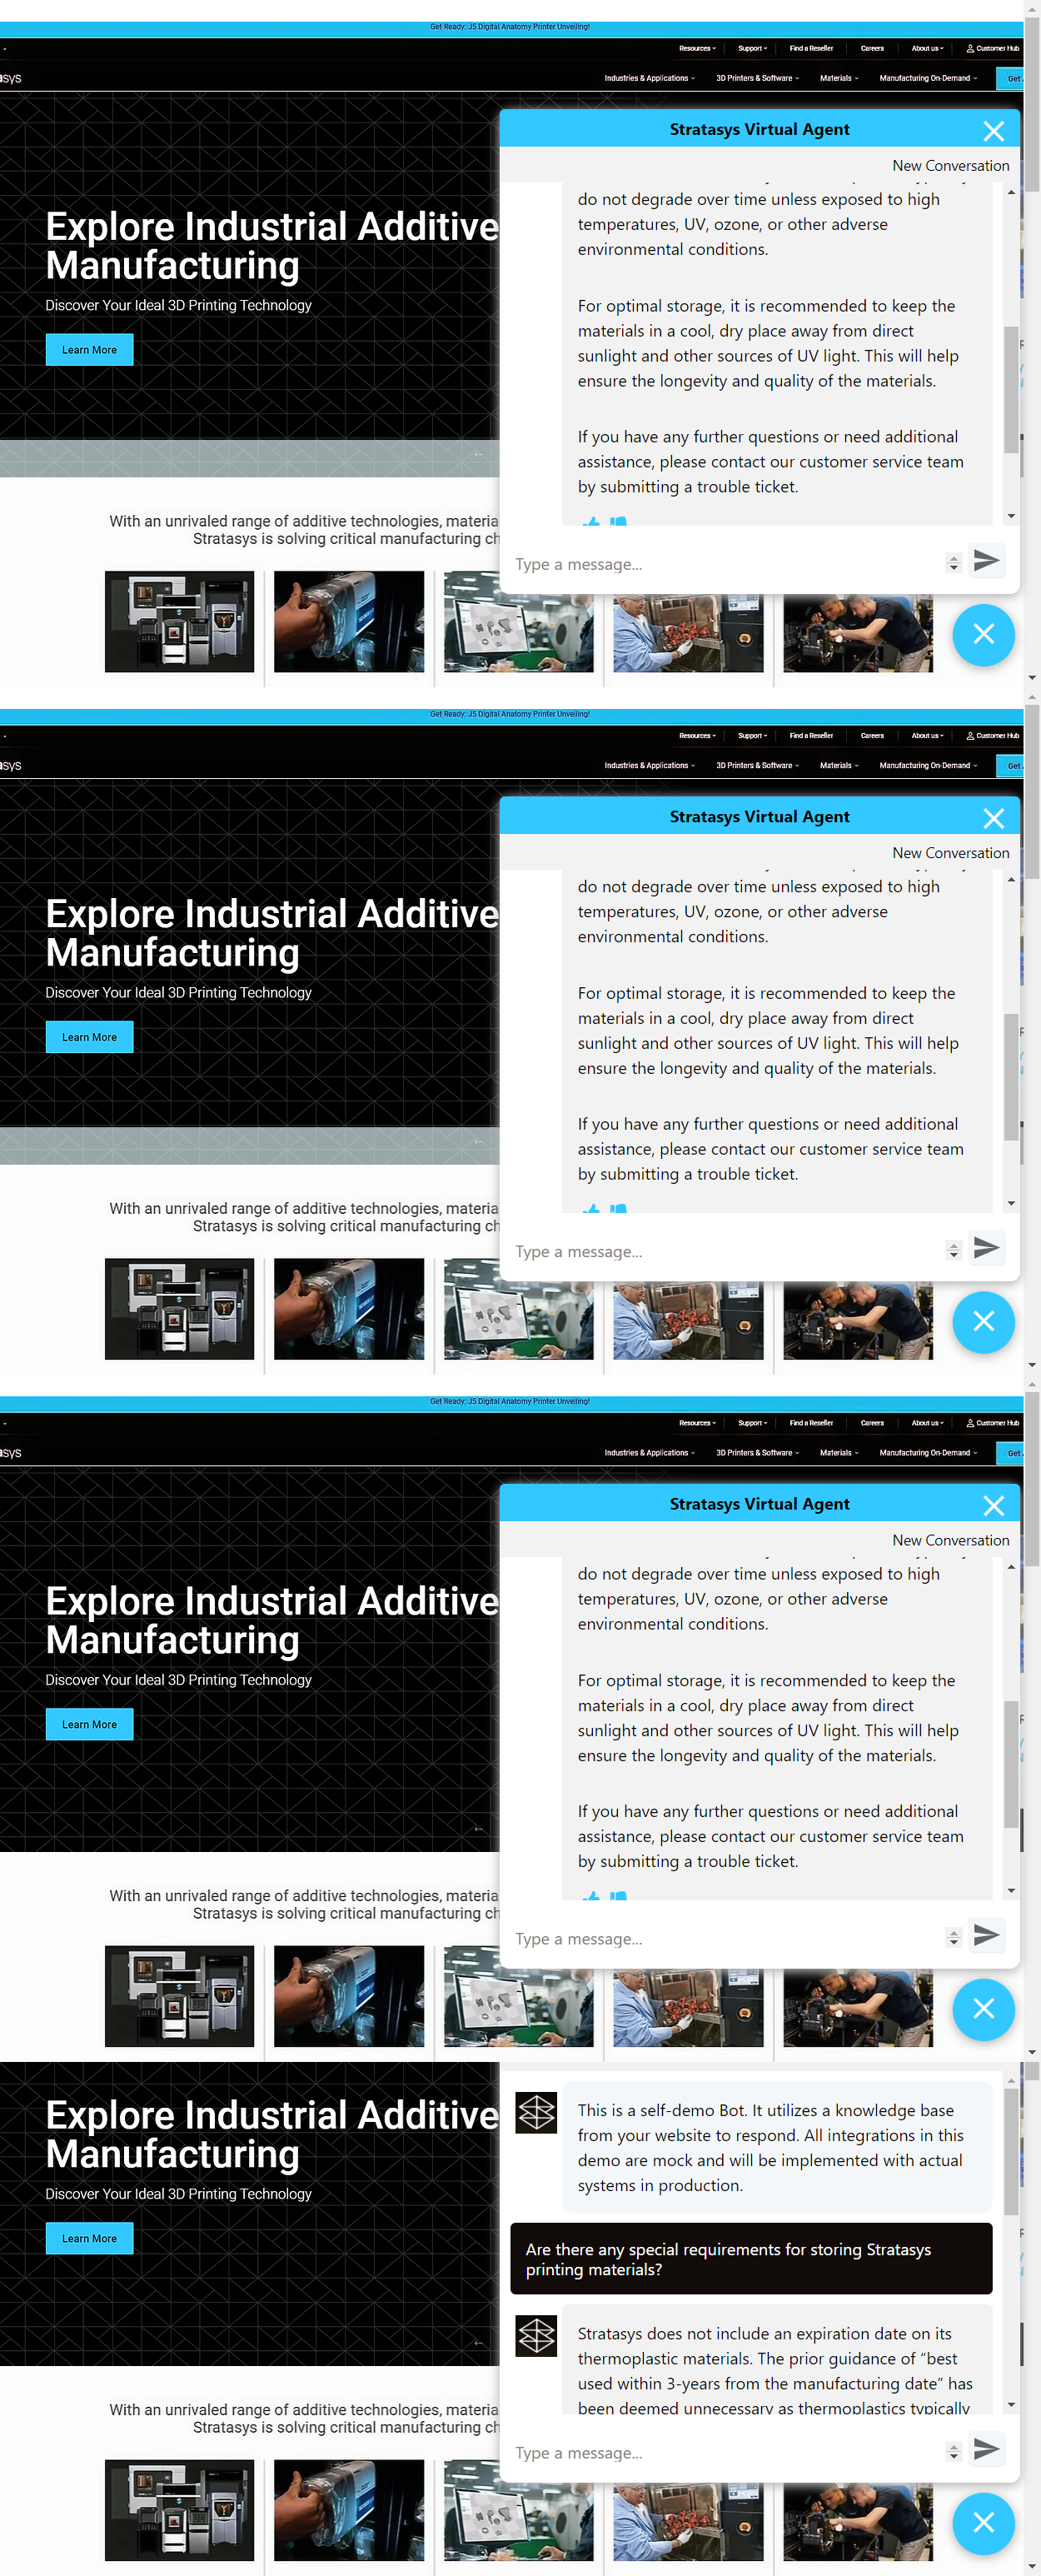 Get Ready: J5 Digital Anatomy Printer Unveiling!
Resources Support Find a Reseller Careers About us Customer Hub
sys Industries & Applications 3D Printers & Software Materials Manufacturing On-Demand Get
Stratasys Virtual Agent
New Conversation
do not degrade over time unless exposed to high
temperatures, UV, ozone, or other adverse
environmental conditions.
For optimal storage, it is recommended to keep the
materials in a cool, dry place away from direct
sunlight and other sources of UV light. This will help
ensure the longevity and quality of the materials.
If you have any further questions or need additional
assistance, please contact our customer service team
by submitting a trouble ticket.
Type a message...
Explore Industrial Additive
Manufacturing
Discover Your Ideal 3D Printing Technology
Learn More
With an unrivaled range of additive technologies, materia
Stratasys is solving critical manufacturing ch
Get Ready: J5 Digital Anatomy Printer Unveiling!
Resources Support Find a Reseller Careers About us Customer Hub
sys Industries & Applications 3D Printers & Software Materials Manufacturing On-Demand Get
Stratasys Virtual Agent
New Conversation
do not degrade over time unless exposed to high
temperatures, UV, ozone, or other adverse
environmental conditions.
For optimal storage, it is recommended to keep the
materials in a cool, dry place away from direct
sunlight and other sources of UV light. This will help
ensure the longevity and quality of the materials.
If you have any further questions or need additional
assistance, please contact our customer service team
by submitting a trouble ticket.
Type a message...
Explore Industrial Additive
Manufacturing
Discover Your Ideal 3D Printing Technology
Learn More
With an unrivaled range of additive technologies, materia
Stratasys is solving critical manufacturing ch
Get Ready: J5 Digital Anatomy Printer Unveiling!
Resources Support Find a Reseller Careers About us Customer Hub
sys Industries & Applications 3D Printers & Software Materials Manufacturing On-Demand Get
Stratasys Virtual Agent
New Conversation
do not degrade over time unless exposed to high
temperatures, UV, ozone, or other adverse
environmental conditions.
For optimal storage, it is recommended to keep the
materials in a cool, dry place away from direct
sunlight and other sources of UV light. This will help
ensure the longevity and quality of the materials.
If you have any further questions or need additional
assistance, please contact our customer service team
by submitting a trouble ticket.
Type a message...
Explore Industrial Additive
Manufacturing
Discover Your Ideal 3D Printing Technology
Learn More
With an unrivaled range of additive technologies, materia
Stratasys is solving critical manufacturing ch
This is a self-demo Bot. It utilizes a knowledge base
from your website to respond. All integrations in this
demo are mock and will be implemented with actual
systems in production.
Are there any special requirements for storing Stratasys
printing materials?
Stratasys does not include an expiration date on its
thermoplastic materials. The prior guidance of “best
used within 3-years from the manufacturing date” has
been deemed unnecessary as thermoplastics typically
Type a message...
Explore Industrial Additive
Manufacturing
Discover Your Ideal 3D Printing Technology
Learn More
With an unrivaled range of additive technologies, materia
Stratasys is solving critical manufacturing ch